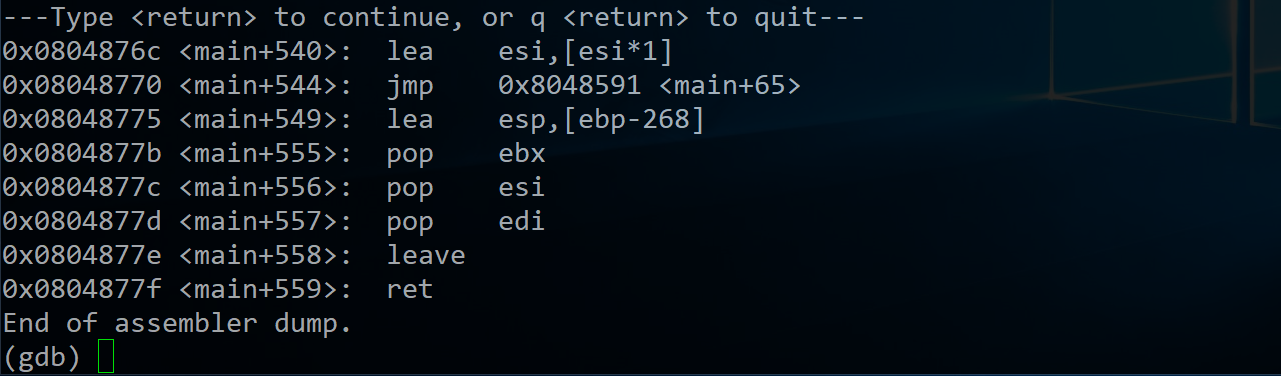 ---Type <return> to continue, or q <return> to quit---
0x0804876c <main+540>:  lea    esi,[esi*1]
0x08048770 <main+544>:  jmp    0x8048591 <main+65>
0x08048775 <main+549>:  lea    esp,[ebp-268]
0x0804877b <main+555>:  pop    ebx
0x0804877c <main+556>:  pop    esi
0x0804877d <main+557>:  pop    edi
0x0804877e <main+558>:  leave
0x0804877f <main+559>:  ret
End of assembler dump.
(gdb)